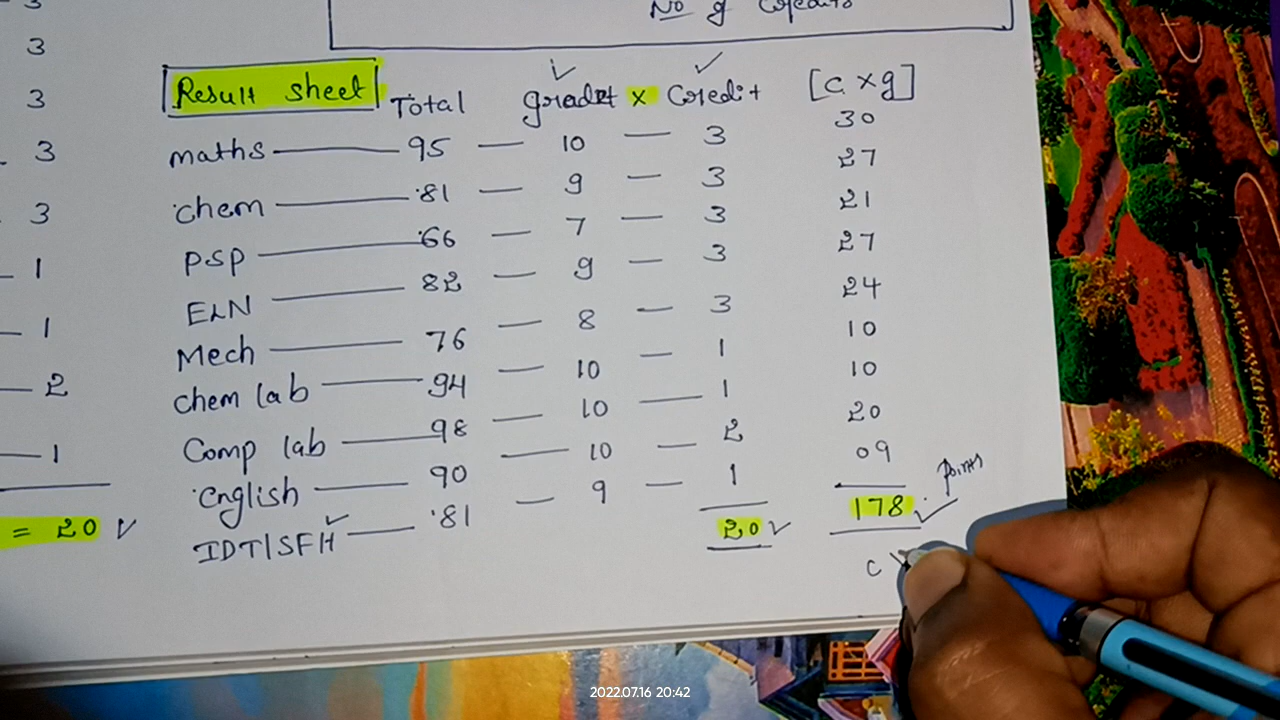 No of Credits
3
3
3
3
3
1
1
2
1
= 20
Result sheet Total grade pt x Credit [C x g]
maths 95 — 10 — 3 30
chem 81 — 9 — 3 27
PSP 66 — 7 — 3 21
ELN 82 — 9 — 3 27
Mech 76 — 8 — 3 24
chem lab 94 — 10 — 1 10
Comp lab 98 — 10 — 1 10
English 90 — 10 — 2 20
IDT/SFH 81 — 9 — 1 09
20 178 points
C
2022.07.16 20:42